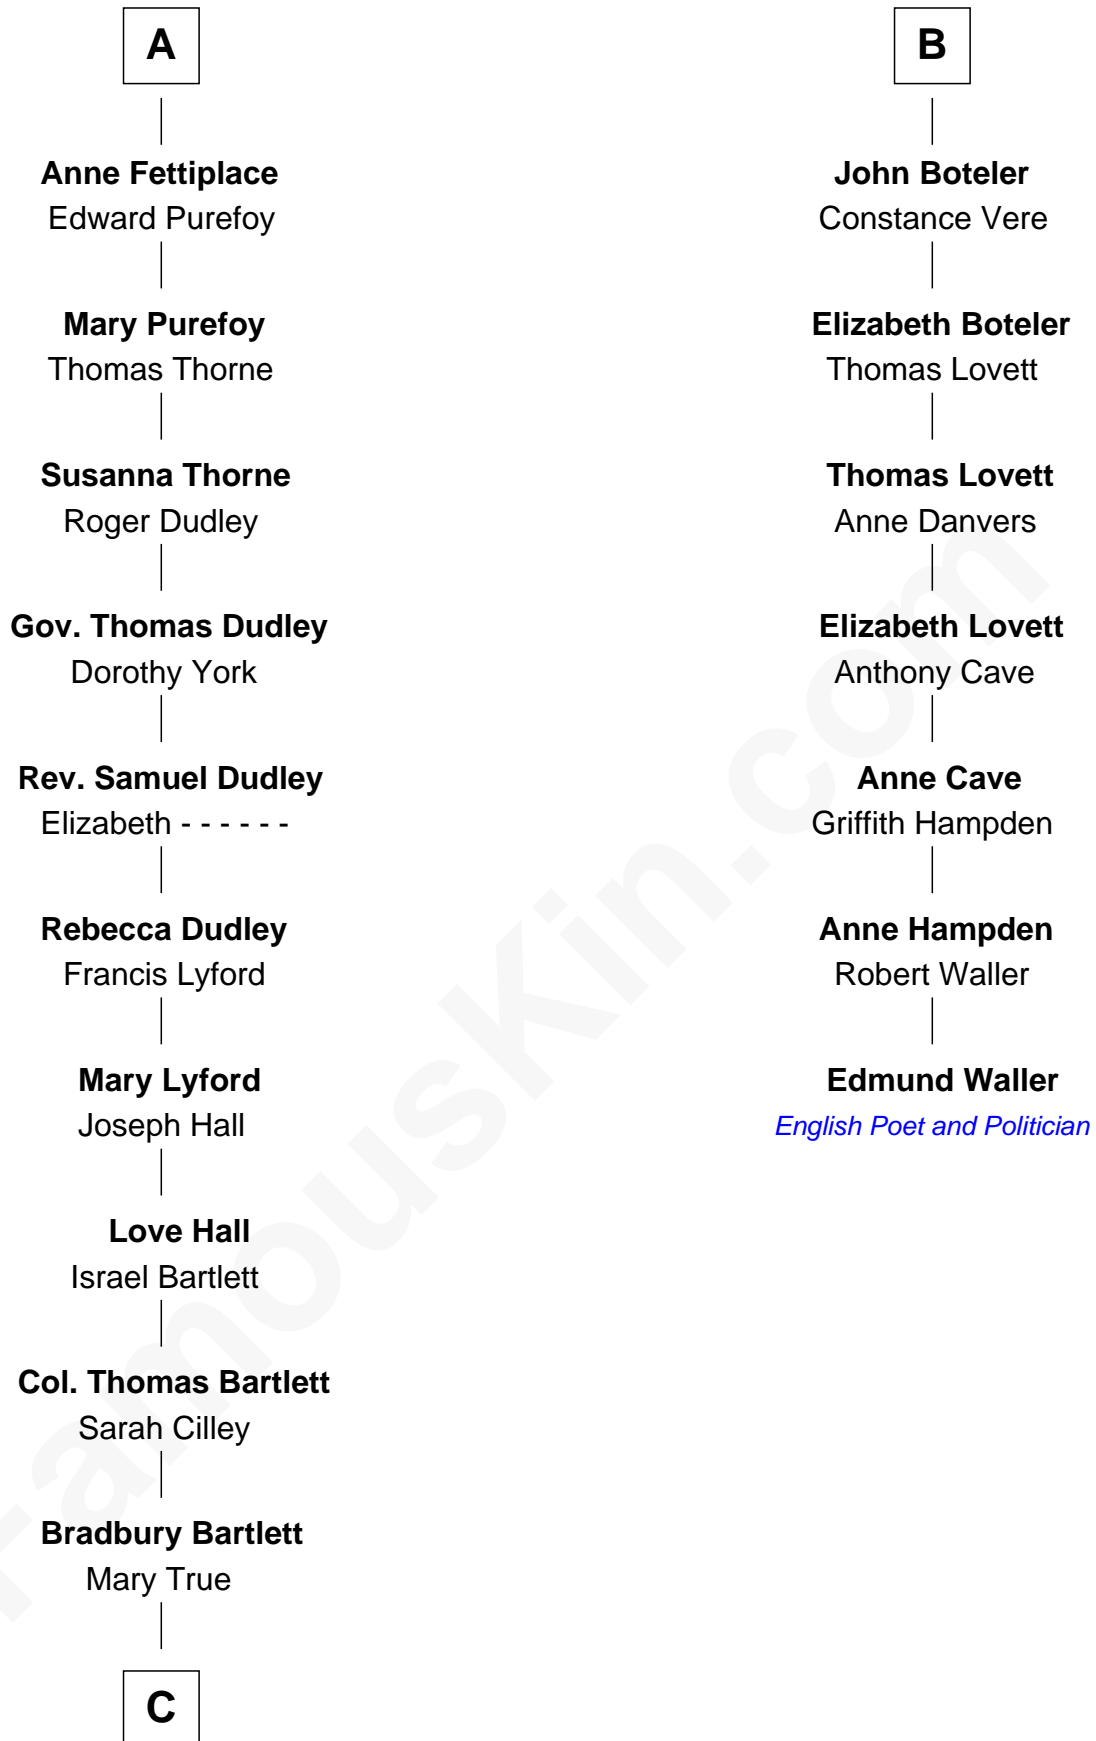 A
Anne Fettiplace
Edward Purefoy
Mary Purefoy
Thomas Thorne
Susanna Thorne
Roger Dudley
Gov. Thomas Dudley
Dorothy York
Rev. Samuel Dudley
Elizabeth - - - - - -
Rebecca Dudley
Francis Lyford
Mary Lyford
Joseph Hall
Love Hall
Israel Bartlett
Col. Thomas Bartlett
Sarah Cilley
Bradbury Bartlett
Mary True
C
B
John Boteler
Constance Vere
Elizabeth Boteler
Thomas Lovett
Thomas Lovett
Anne Danvers
Elizabeth Lovett
Anthony Cave
Anne Cave
Griffith Hampden
Anne Hampden
Robert Waller
Edmund Waller
English Poet and Politician
FamousKin.com